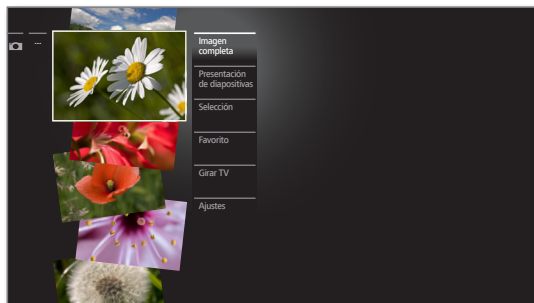 ...
Imagen
completa
Presentación
de diapositivas
Selección
Favorito
Girar TV
Ajustes